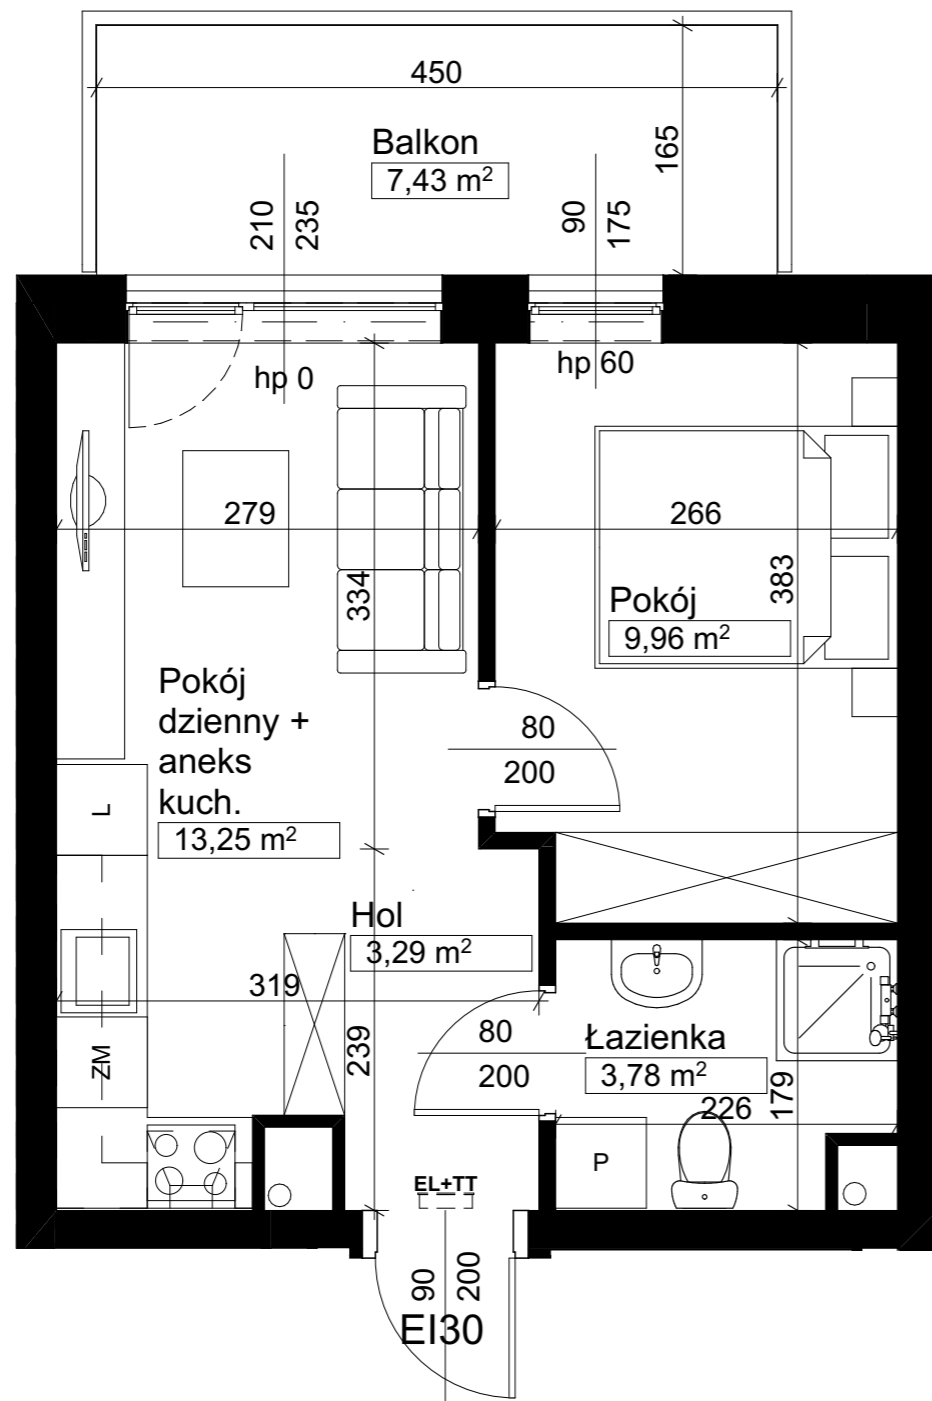 450
165
Balkon
7,43 m²
210
235
90
175
hp 0
hp 60
279
266
334
383
Pokój
9,96 m²
Pokój
dzienny +
aneks
kuch.
13,25 m²
80
200
L
Hol
3,29 m²
319
239
80
200
Łazienka
3,78 m²
179
226
ZM
P
EL+TT
90
200
EI30